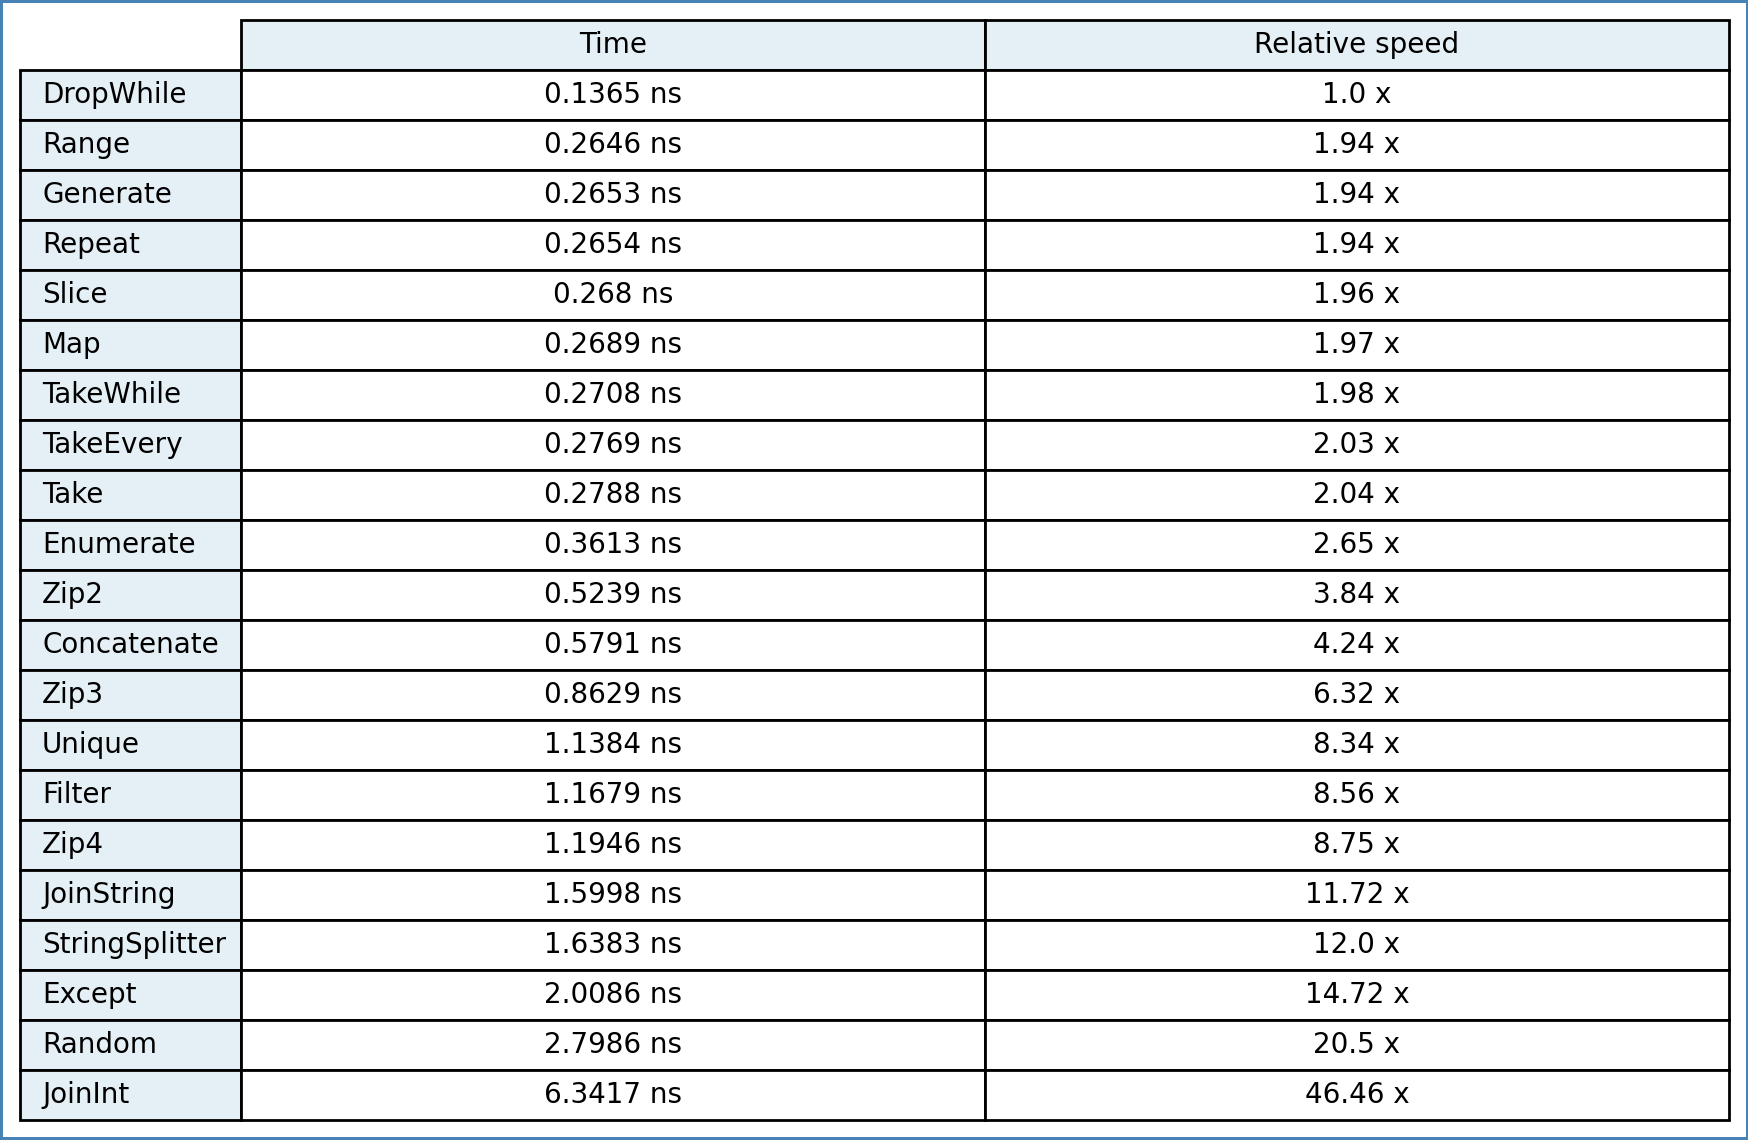 Time Relative speed
DropWhile 0.1365 ns 1.0 x
Range 0.2646 ns 1.94 x
Generate 0.2653 ns 1.94 x
Repeat 0.2654 ns 1.94 x
Slice 0.268 ns 1.96 x
Map 0.2689 ns 1.97 x
TakeWhile 0.2708 ns 1.98 x
TakeEvery 0.2769 ns 2.03 x
Take 0.2788 ns 2.04 x
Enumerate 0.3613 ns 2.65 x
Zip2 0.5239 ns 3.84 x
Concatenate 0.5791 ns 4.24 x
Zip3 0.8629 ns 6.32 x
Unique 1.1384 ns 8.34 x
Filter 1.1679 ns 8.56 x
Zip4 1.1946 ns 8.75 x
JoinString 1.5998 ns 11.72 x
StringSplitter 1.6383 ns 12.0 x
Except 2.0086 ns 14.72 x
Random 2.7986 ns 20.5 x
JoinInt 6.3417 ns 46.46 x